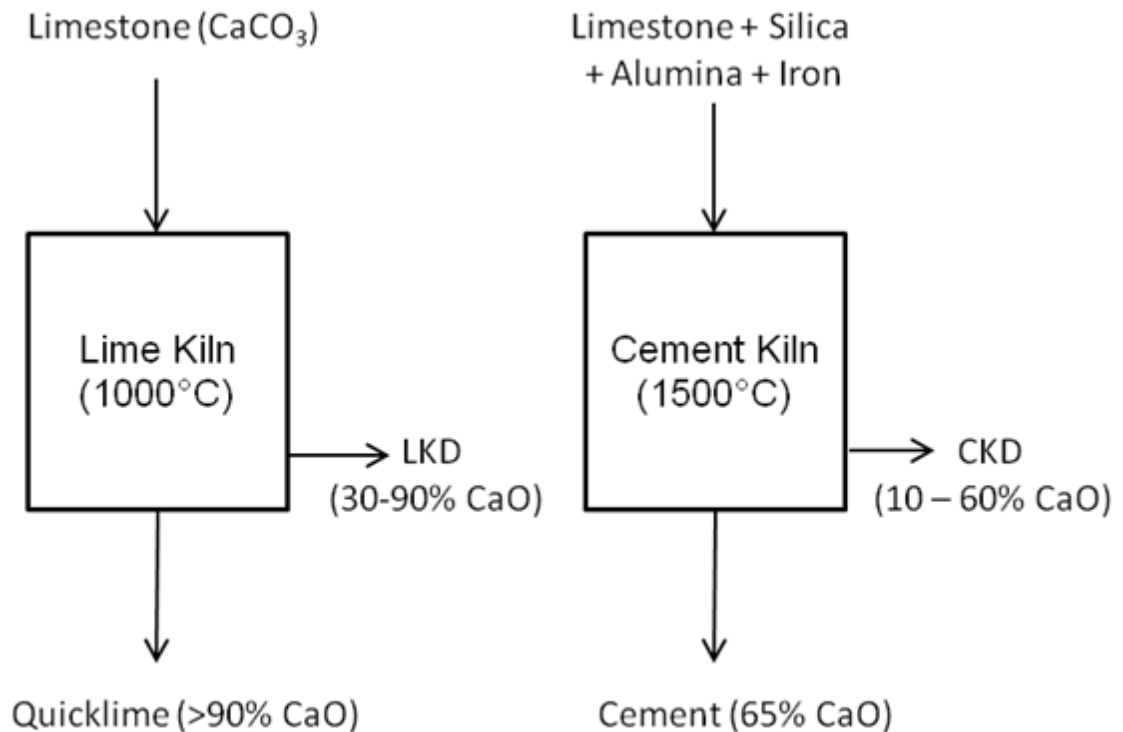 Limestone (CaCO₃)
Lime Kiln
(1000°C)
LKD
(30-90% CaO)
Quicklime (>90% CaO)
Limestone + Silica
+ Alumina + Iron
Cement Kiln
(1500°C)
CKD
(10 – 60% CaO)
Cement (65% CaO)